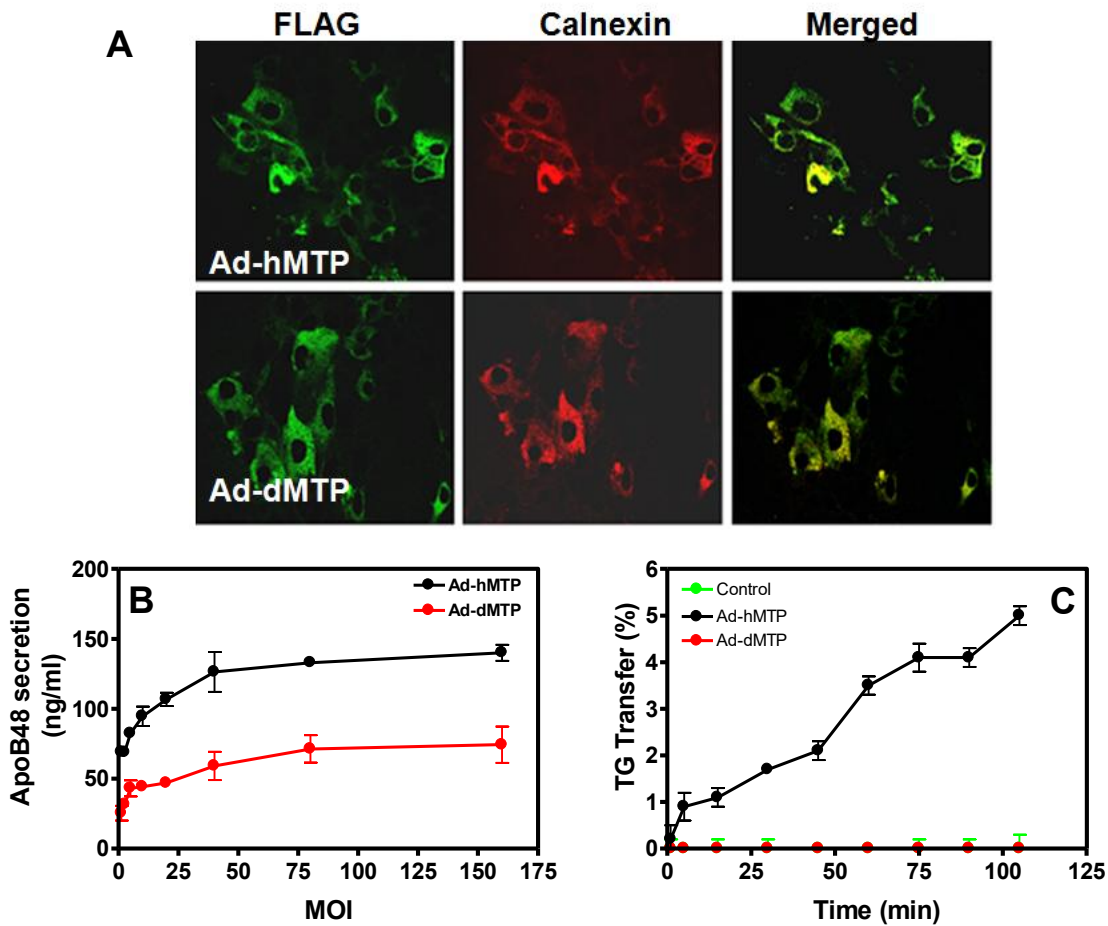 A
FLAG
Calnexin
Merged
Ad-hMTP
Ad-dMTP
B
ApoB48 secretion
(ng/ml)
200
150
100
50
0
0
25
50
75
100
125
150
175
MOI
Ad-hMTP
Ad-dMTP
C
TG Transfer (%)
6
5
4
3
2
1
0
0
25
50
75
100
125
Time (min)
Control
Ad-hMTP
Ad-dMTP